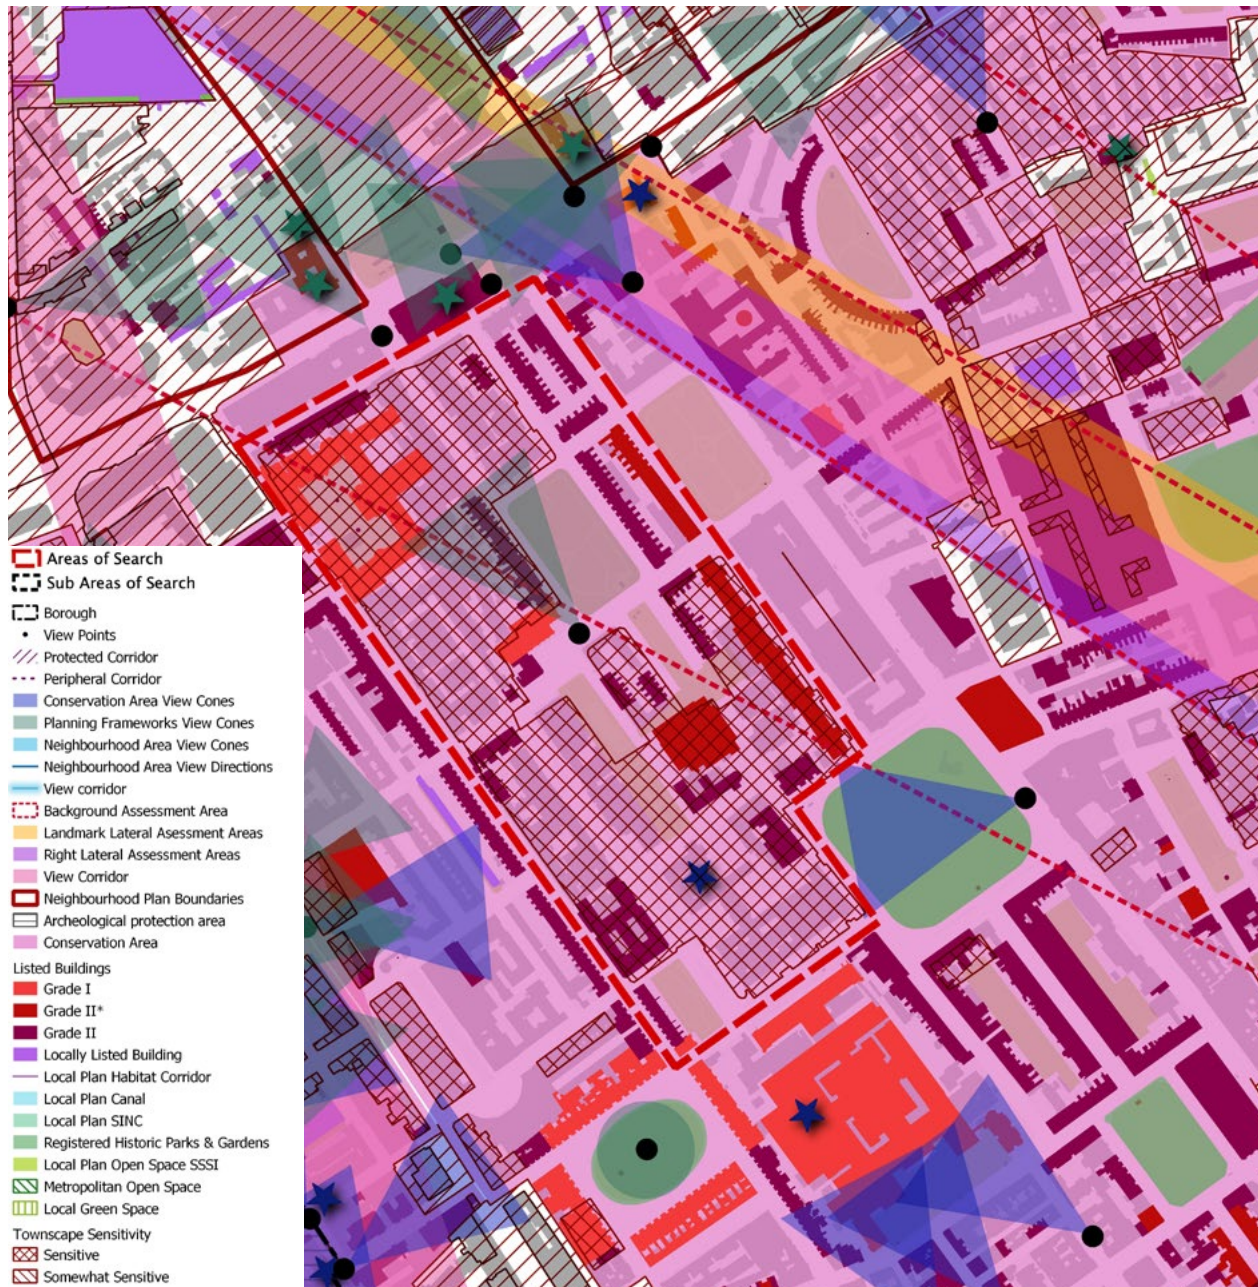 Areas of Search
Sub Areas of Search
Borough
View Points
Protected Corridor
Peripheral Corridor
Conservation Area View Cones
Planning Frameworks View Cones
Neighbourhood Area View Cones
Neighbourhood Area View Directions
View corridor
Background Assessment Area
Landmark Lateral Asessment Areas
Right Lateral Assessment Areas
View Corridor
Neighbourhood Plan Boundaries
Archeological protection area
Conservation Area
Listed Buildings
Grade I
Grade II*
Grade II
Locally Listed Building
Local Plan Habitat Corridor
Local Plan Canal
Local Plan SINC
Registered Historic Parks & Gardens
Local Plan Open Space SSSI
Metropolitan Open Space
Local Green Space
Townscape Sensitivity
Sensitive
Somewhat Sensitive